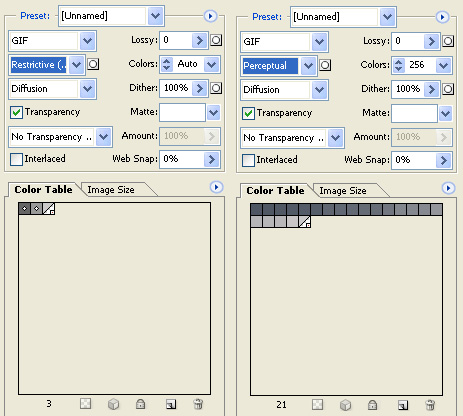 Preset: [Unnamed]
GIF Lossy: 0
Restrictive (.. Colors: Auto
Diffusion Dither: 100%
Transparency Matte:
No Transparency .. Amount: 100%
Interlaced Web Snap: 0%
Color Table Image Size
3
Preset: [Unnamed]
GIF Lossy: 0
Perceptual Colors: 256
Diffusion Dither: 100%
Transparency Matte:
No Transparency .. Amount: 100%
Interlaced Web Snap: 0%
Color Table Image Size
21